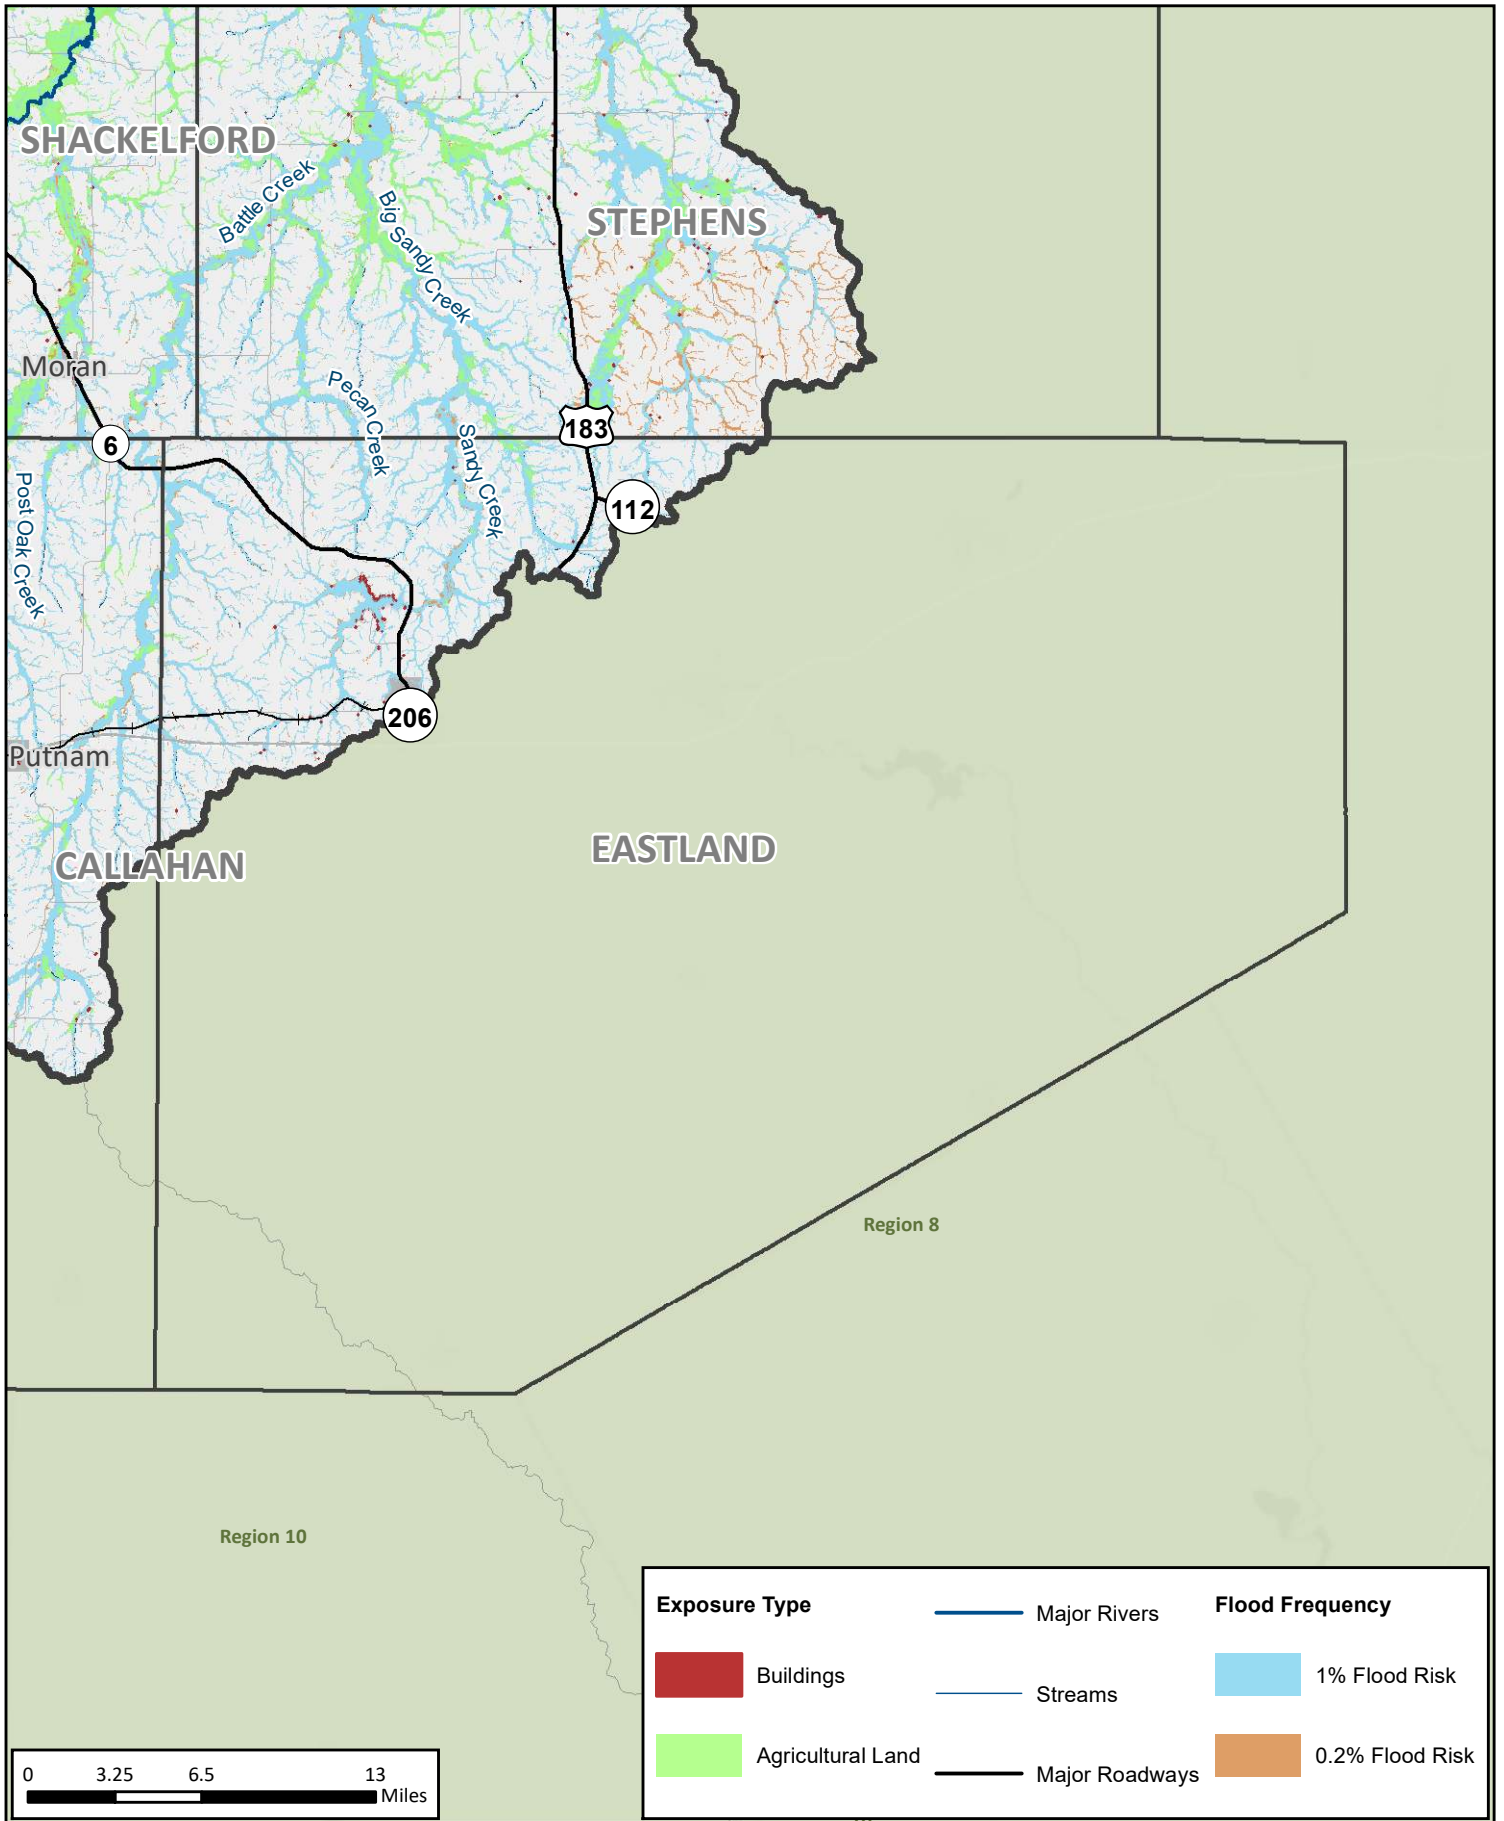 SHACKELFORD
Battle Creek
Big Sandy Creek
STEPHENS
Moran
Pecan Creek
183
6
Sandy Creek
Post Oak Creek
112
206
Putnam
EASTLAND
CALLAHAN
Region 8
Region 10
Exposure Type
Buildings
Agricultural Land
Major Rivers
Streams
Major Roadways
Flood Frequency
1% Flood Risk
0.2% Flood Risk
0 3.25 6.5 13
Miles